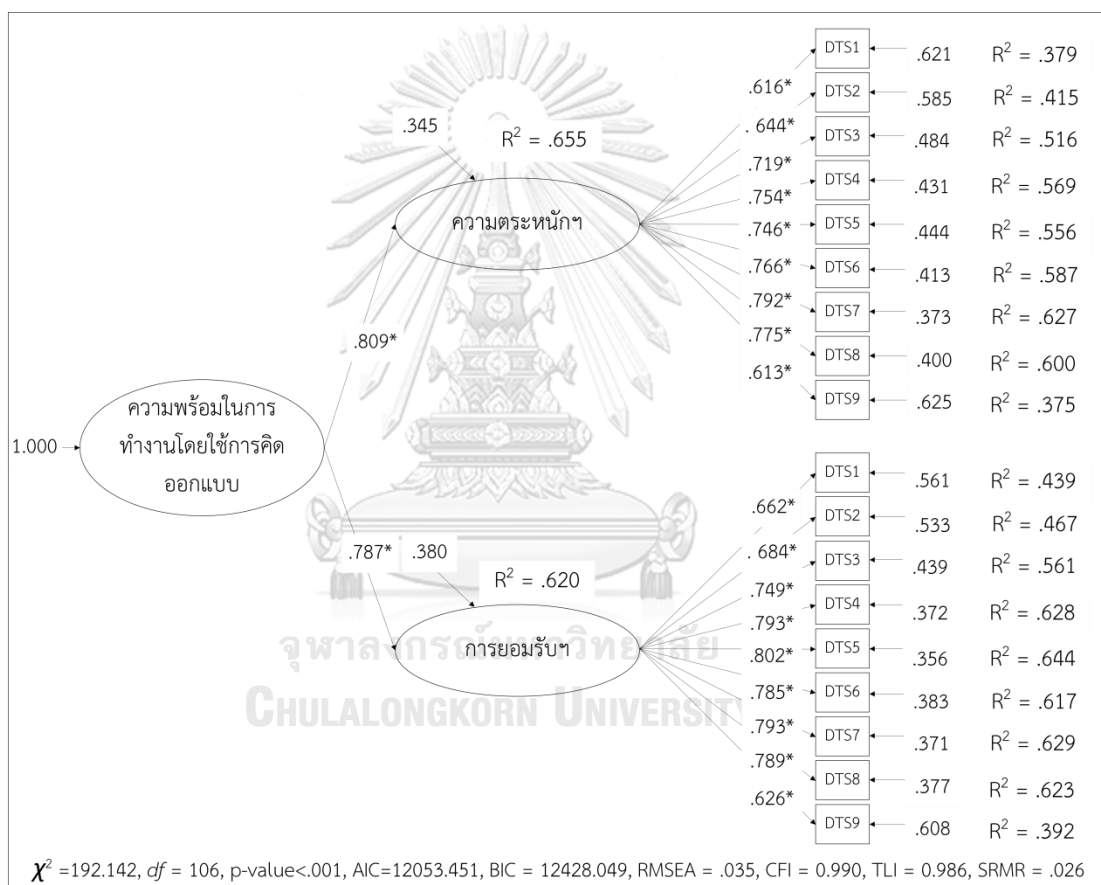 DTS1 .621 R² = .379
.616*
DTS2 .585 R² = .415
.644*
.345 R² = .655
DTS3 .484 R² = .516
.719*
DTS4 .431 R² = .569
.754*
ความตระหนักฯ
DTS5 .444 R² = .556
.746*
DTS6 .413 R² = .587
.766*
DTS7 .373 R² = .627
.792*
DTS8 .400 R² = .600
.775*
DTS9 .625 R² = .375
.613*
.809*
1.000
ความพร้อมในการ
ทำงานโดยใช้การคิด
ออกแบบ
DTS1 .561 R² = .439
.662*
DTS2 .533 R² = .467
.684*
.787* .380
R² = .620
DTS3 .439 R² = .561
.749*
DTS4 .372 R² = .628
.793*
การยอมรับฯ
DTS5 .356 R² = .644
.802*
DTS6 .383 R² = .617
.785*
DTS7 .371 R² = .629
.793*
DTS8 .377 R² = .623
.789*
DTS9 .608 R² = .392
.626*
จุฬาลงกรณ์มหาวิทยาลัย
CHULALONGKORN UNIVERSITY
χ² =192.142, df = 106, p-value<.001, AIC=12053.451, BIC = 12428.049, RMSEA = .035, CFI = 0.990, TLI = 0.986, SRMR = .026